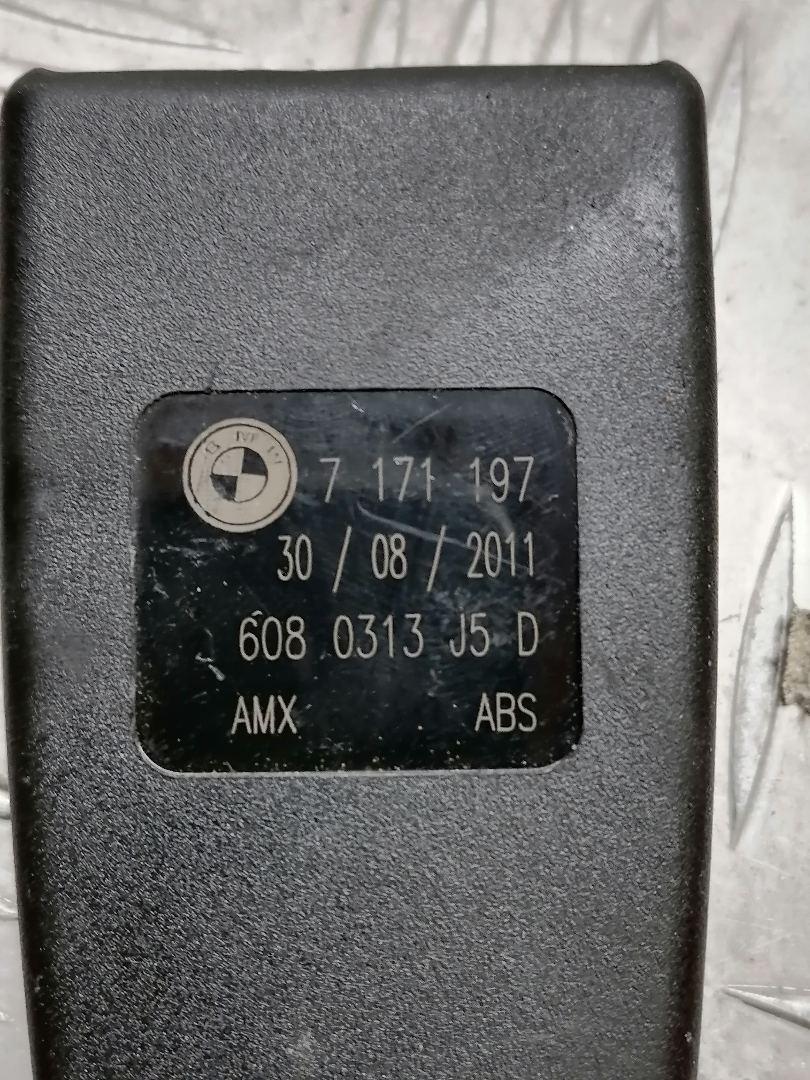 7 171 197
30 / 08 / 2011
608 0313 J5 D
AMX ABS